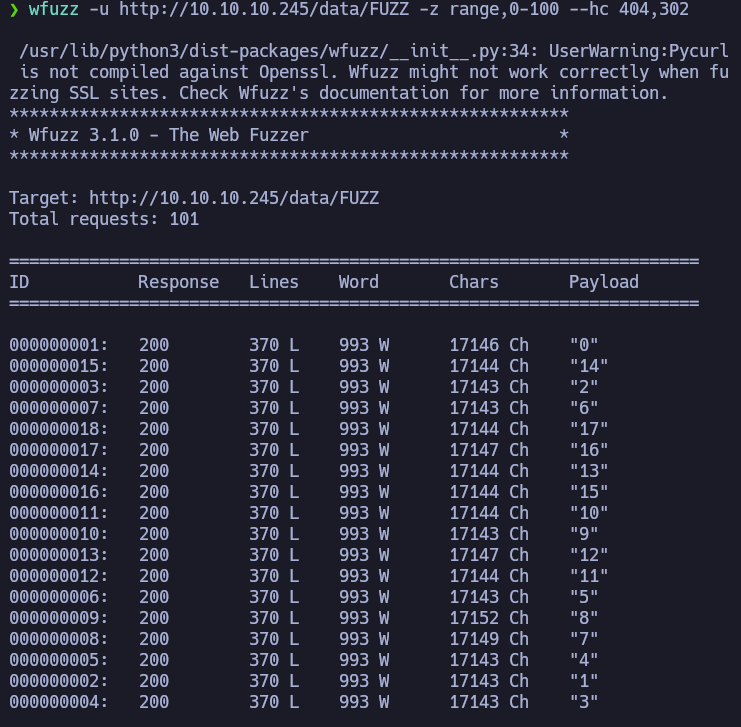 ❯ wfuzz -u http://10.10.10.245/data/FUZZ -z range,0-100 --hc 404,302
/usr/lib/python3/dist-packages/wfuzz/__init__.py:34: UserWarning:Pycurl
is not compiled against Openssl. Wfuzz might not work correctly when fu
zzing SSL sites. Check Wfuzz's documentation for more information.
********************************************************
* Wfuzz 3.1.0 - The Web Fuzzer                         *
********************************************************
Target: http://10.10.10.245/data/FUZZ
Total requests: 101
=====================================================================
ID           Response   Lines    Word       Chars       Payload
=====================================================================
000000001:   200        370 L    993 W      17146 Ch    "0"
000000015:   200        370 L    993 W      17144 Ch    "14"
000000003:   200        370 L    993 W      17143 Ch    "2"
000000007:   200        370 L    993 W      17143 Ch    "6"
000000018:   200        370 L    993 W      17144 Ch    "17"
000000017:   200        370 L    993 W      17147 Ch    "16"
000000014:   200        370 L    993 W      17144 Ch    "13"
000000016:   200        370 L    993 W      17144 Ch    "15"
000000011:   200        370 L    993 W      17144 Ch    "10"
000000010:   200        370 L    993 W      17143 Ch    "9"
000000013:   200        370 L    993 W      17147 Ch    "12"
000000012:   200        370 L    993 W      17144 Ch    "11"
000000006:   200        370 L    993 W      17143 Ch    "5"
000000009:   200        370 L    993 W      17152 Ch    "8"
000000008:   200        370 L    993 W      17149 Ch    "7"
000000005:   200        370 L    993 W      17143 Ch    "4"
000000002:   200        370 L    993 W      17143 Ch    "1"
000000004:   200        370 L    993 W      17143 Ch    "3"